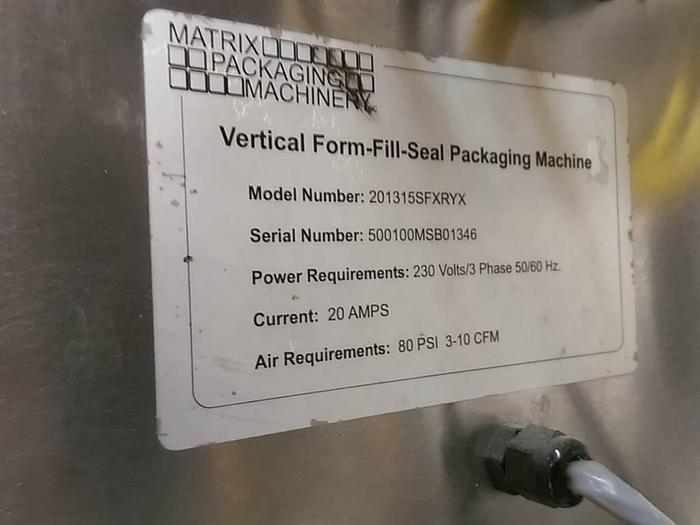 MATRIX
PACKAGING
MACHINERY
Vertical Form-Fill-Seal Packaging Machine
Model Number: 201315SFXRYX
Serial Number: 500100MSB01346
Power Requirements: 230 Volts/3 Phase 50/60 Hz.
Current: 20 AMPS
Air Requirements: 80 PSI 3-10 CFM